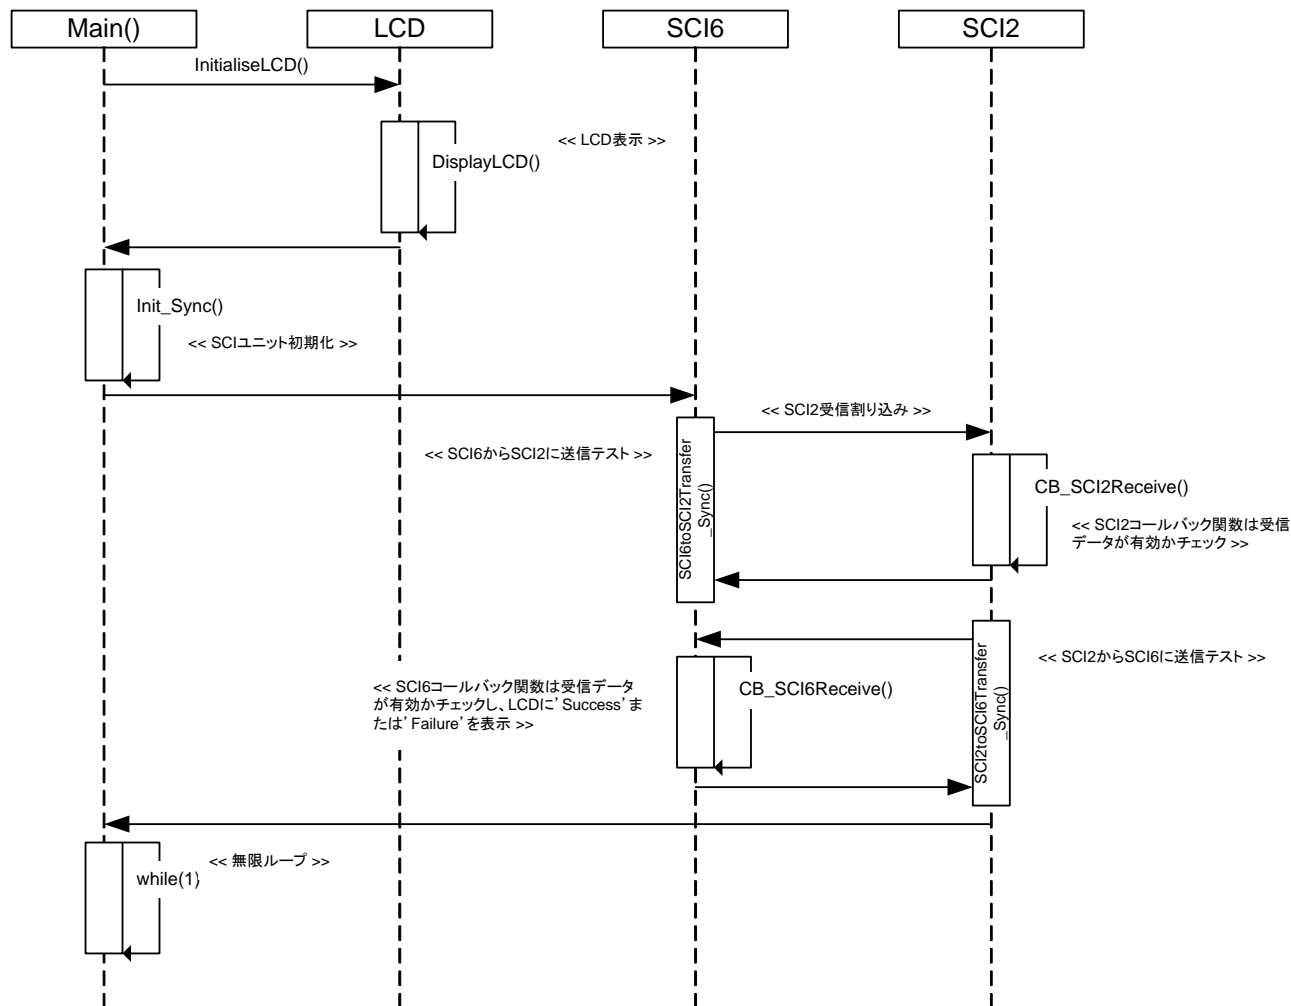 Main()
LCD
SCI6
SCI2
InitialiseLCD()
<< LCD表示 >>
DisplayLCD()
Init_Sync()
<< SCIユニット初期化 >>
<< SCI2受信割り込み >>
<< SCI6からSCI2に送信テスト >>
SCI6toSCI2Transfer
_Sync()
CB_SCI2Receive()
<< SCI2コールバック関数は受信
データが有効かチェック >>
<< SCI2からSCI6に送信テスト >>
SCI2toSCI6Transfer
_Sync()
<< SCI6コールバック関数は受信データ
が有効かチェックし、LCDに’Success’ま
たは’Failure’を表示 >>
CB_SCI6Receive()
<< 無限ループ >>
while(1)